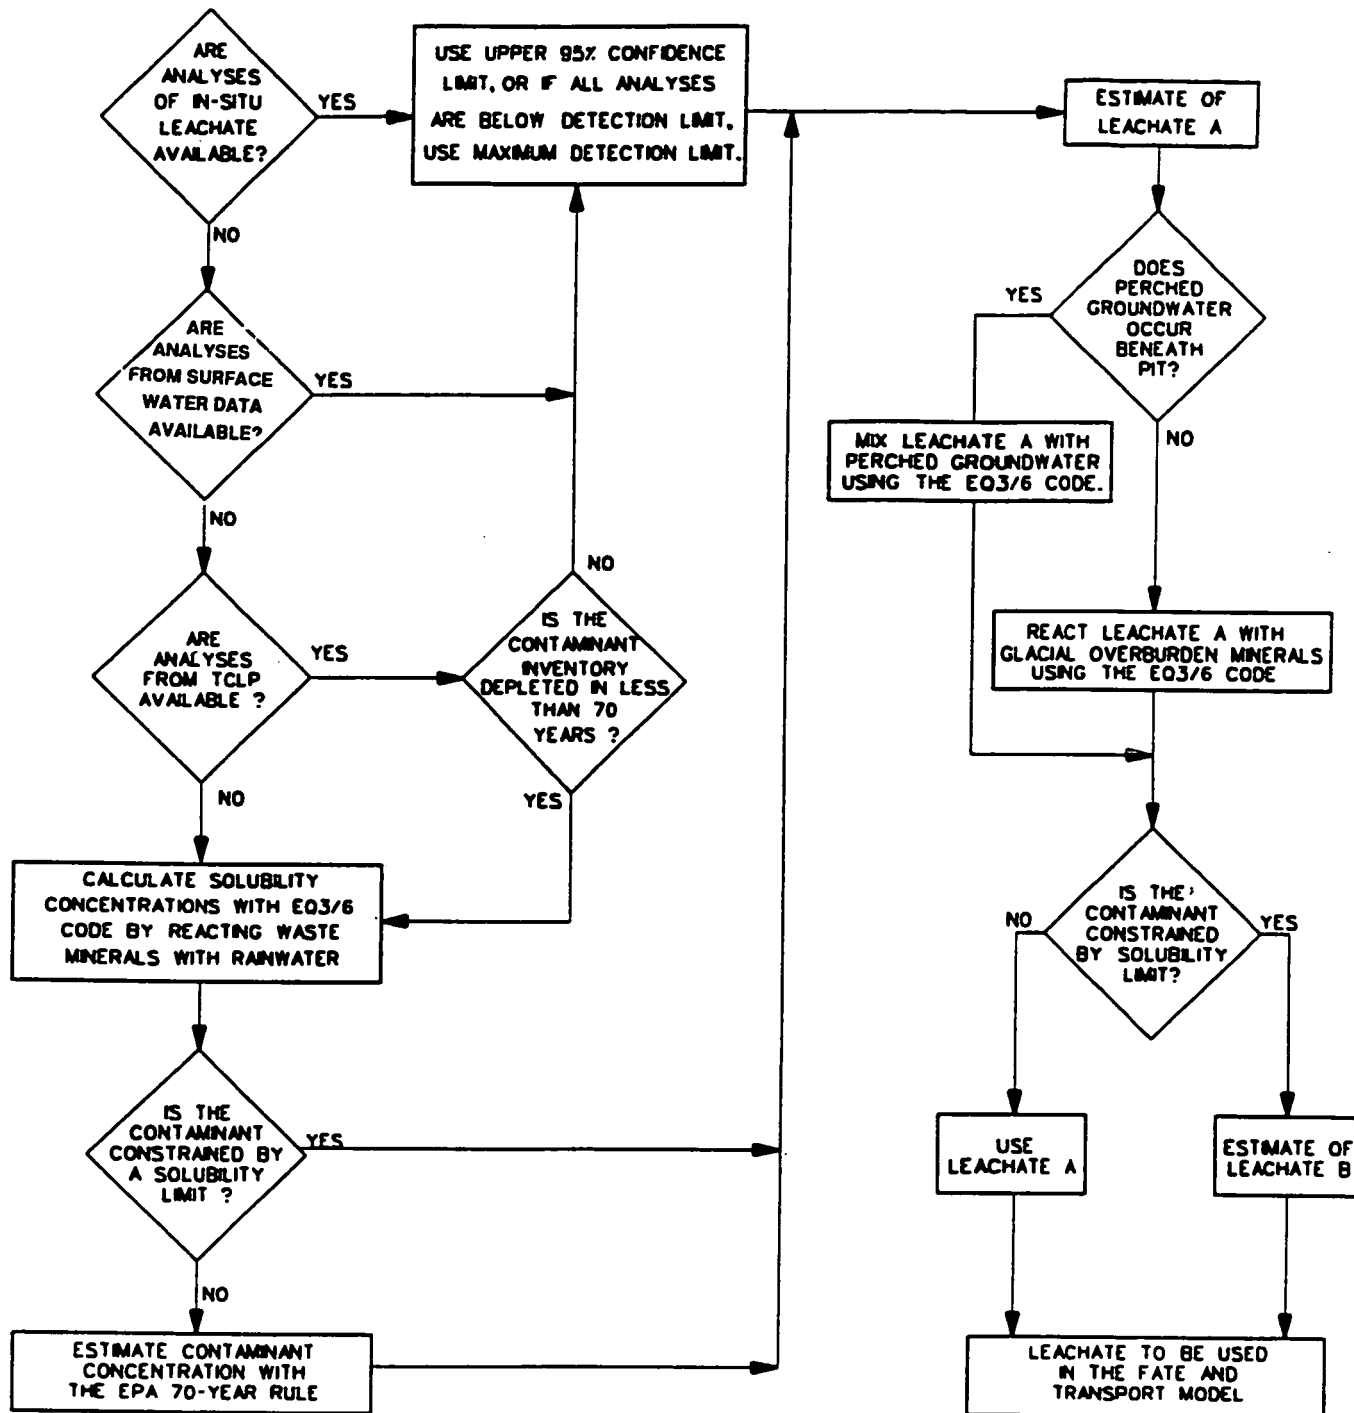 ARE
ANALYSES
OF IN-SITU
LEACHATE
AVAILABLE?
YES
NO
USE UPPER 95% CONFIDENCE
LIMIT, OR IF ALL ANALYSES
ARE BELOW DETECTION LIMIT,
USE MAXIMUM DETECTION LIMIT.
ARE
ANALYSES
FROM SURFACE
WATER DATA
AVAILABLE?
YES
NO
ARE
ANALYSES
FROM TCLP
AVAILABLE ?
YES
NO
IS THE
CONTAMINANT
INVENTORY
DEPLETED IN LESS
THAN 70
YEARS ?
NO
YES
CALCULATE SOLUBILITY
CONCENTRATIONS WITH EQ3/6
CODE BY REACTING WASTE
MINERALS WITH RAINWATER
IS THE
CONTAMINANT
CONSTRAINED BY
A SOLUBILITY
LIMIT ?
YES
NO
ESTIMATE CONTAMINANT
CONCENTRATION WITH
THE EPA 70-YEAR RULE
ESTIMATE OF
LEACHATE A
DOES
PERCHED
GROUNDWATER
OCCUR
BENEATH
PIT?
YES
NO
MIX LEACHATE A WITH
PERCHED GROUNDWATER
USING THE EQ3/6 CODE.
REACT LEACHATE A WITH
GLACIAL OVERBURDEN MINERALS
USING THE EQ3/6 CODE
IS THE
CONTAMINANT
CONSTRAINED
BY SOLUBILITY
LIMIT?
NO
YES
USE
LEACHATE A
ESTIMATE OF
LEACHATE B
LEACHATE TO BE USED
IN THE FATE AND
TRANSPORT MODEL